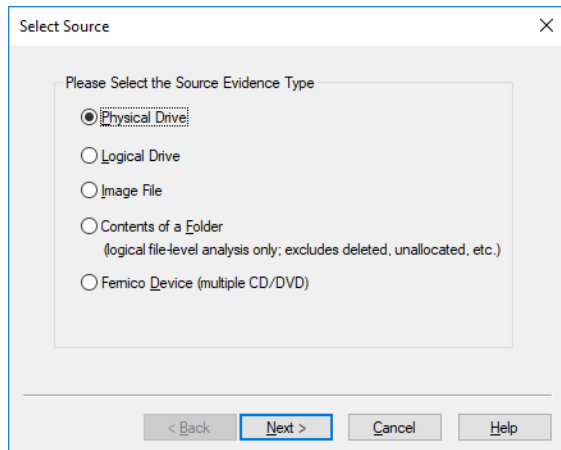 Select Source
Please Select the Source Evidence Type
Physical Drive
Logical Drive
Image File
Contents of a Folder
(logical file-level analysis only; excludes deleted, unallocated, etc.)
Fernico Device (multiple CD/DVD)
< Back Next > Cancel Help